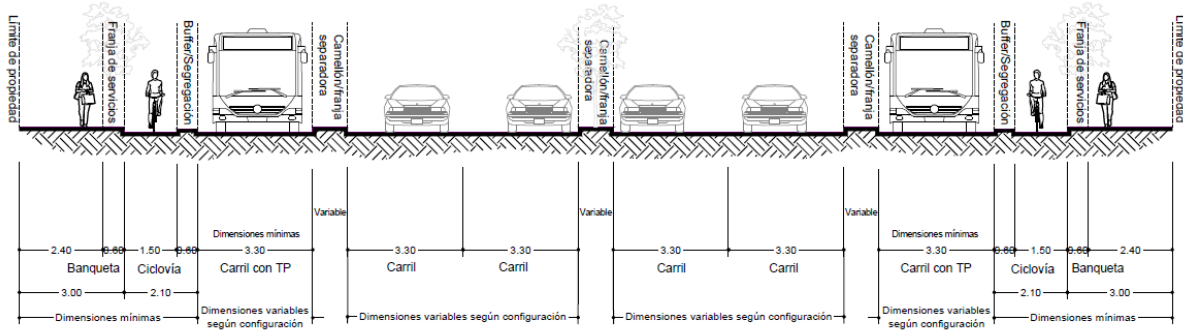 Límite de propedad
Franja de servicios
Buffer/Segregación
Camellón/franja
separadora
Camellón/franja
separadora
Camellón/franja
separadora
Buffer/Segregación
Franja de servicios
Límite de propedad
Variable
Variable
Variable
Dimensiones mínimas
Dimensiones mínimas
2.40 0.60 1.50 0.60 3.30 3.30 3.30 3.30 3.30 3.30 0.60 1.50 0.60 2.40
Banqueta Ciclovía Carril con TP Carril Carril Carril Carril Carril con TP Ciclovía Banqueta
3.00 2.10 2.10 3.00
Dimensiones mínimas
Dimensiones variables
según configuración
Dimensiones variables según configuración
Dimensiones variables según configuración
Dimensiones variables
según configuración
Dimensiones mínimas